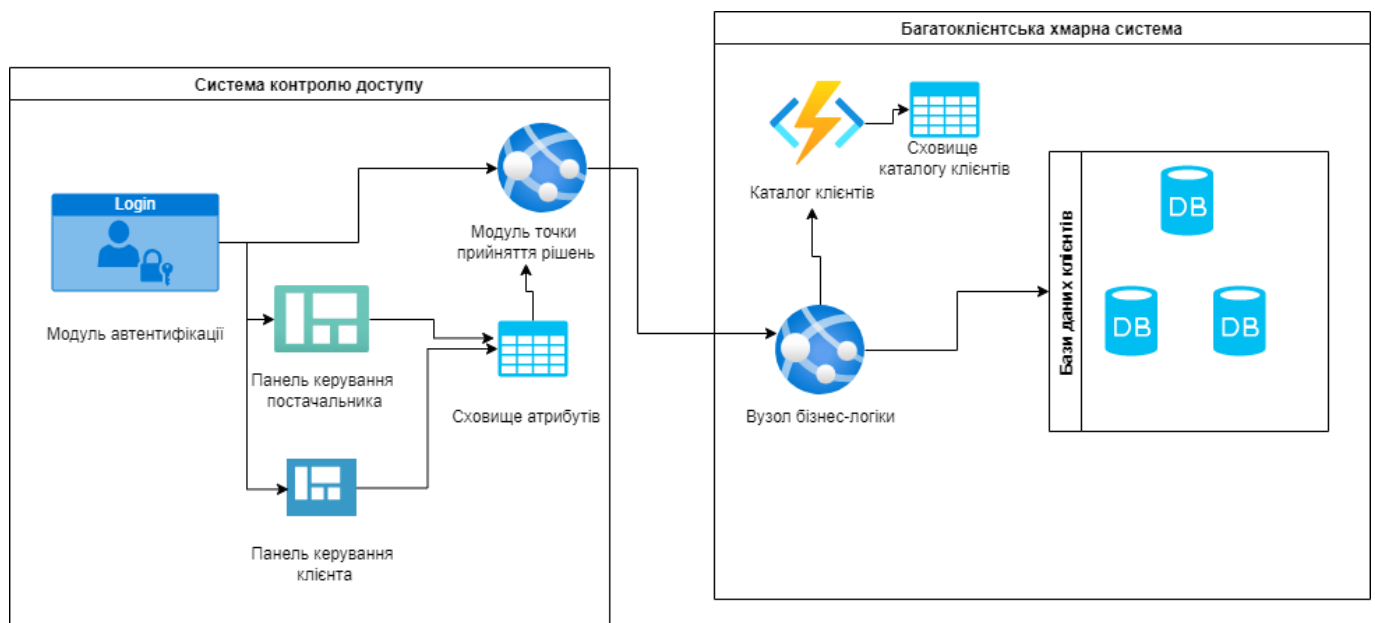 Багатоклієнтська хмарна система
Система контролю доступу
Login
Модуль автентифікації
Модуль точки
прийняття рішень
Панель керування
постачальника
Сховище атрибутів
Панель керування
клієнта
Каталог клієнтів
Сховище
каталогу клієнтів
Вузол бізнес-логіки
Бази даних клієнтів
DB
DB
DB